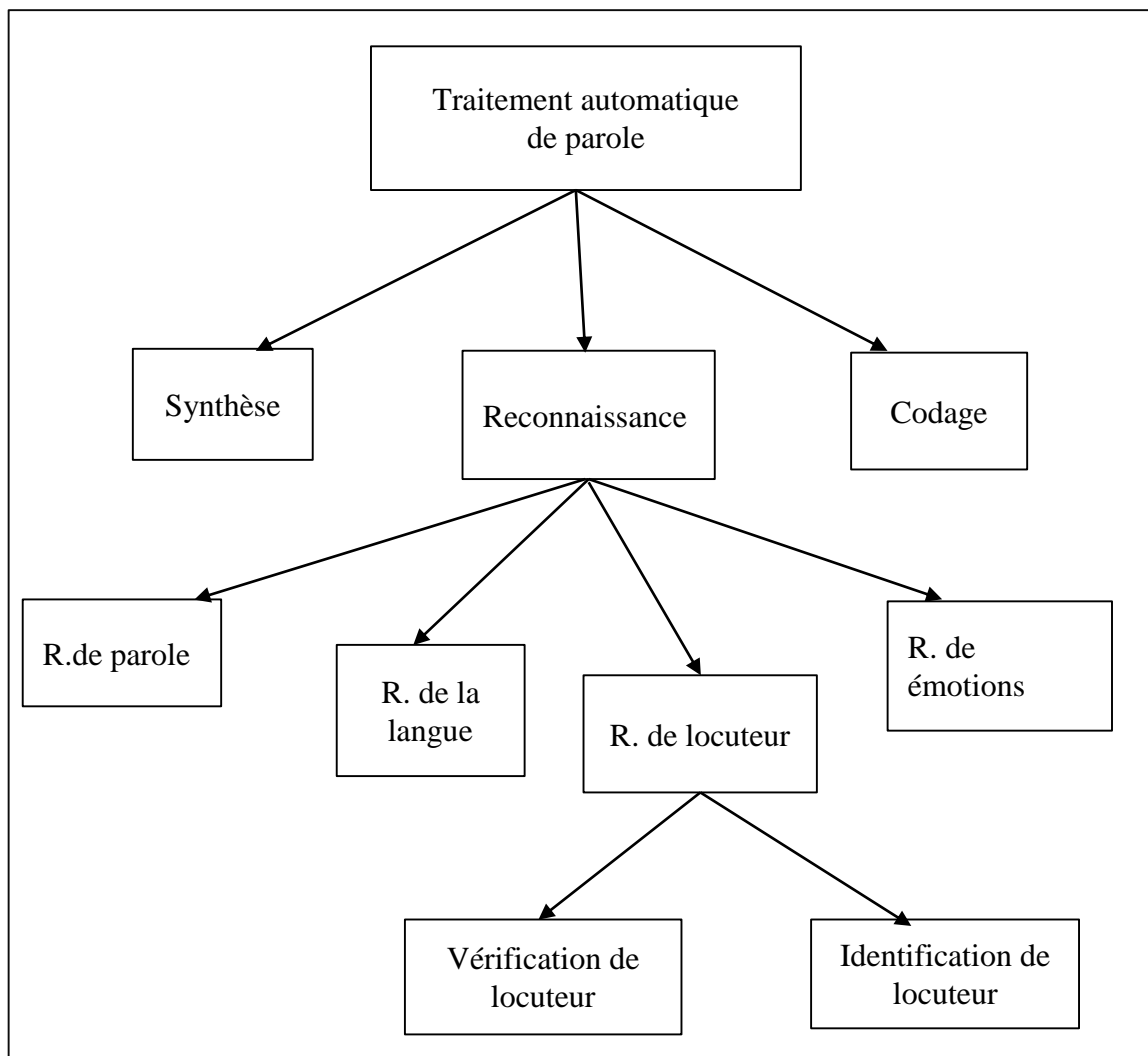 Traitement automatique
de parole
Synthèse
Reconnaissance
Codage
R.de parole
R. de la
langue
R. de locuteur
R. de
émotions
Vérification de
locuteur
Identification de
locuteur